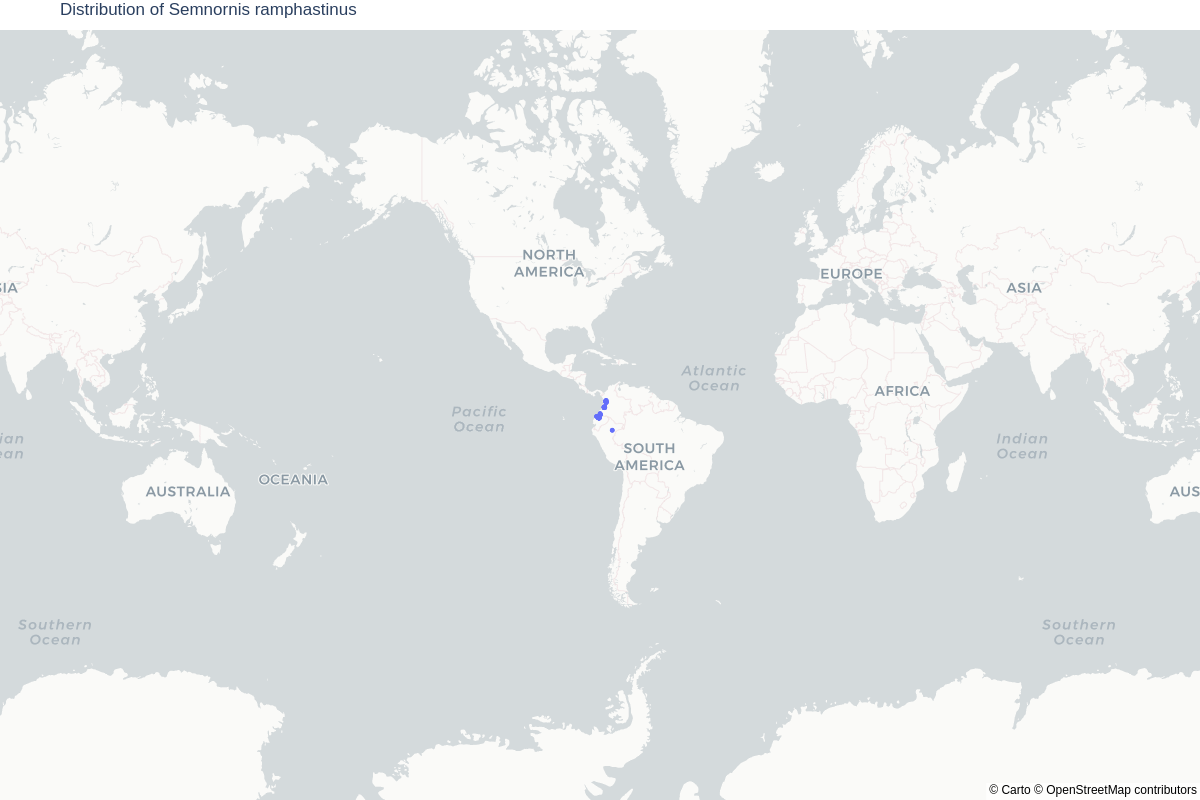 Distribution of Semnornis ramphastinus
NORTH
AMERICA
EUROPE
ASIA
SIA
Atlantic
Ocean
AFRICA
Pacific
Ocean
Indian
Ocean
ian
ean
SOUTH
AMERICA
OCEANIA
AUSTRALIA
AUS
Southern
Ocean
Southern
Ocean
© Carto © OpenStreetMap contributors